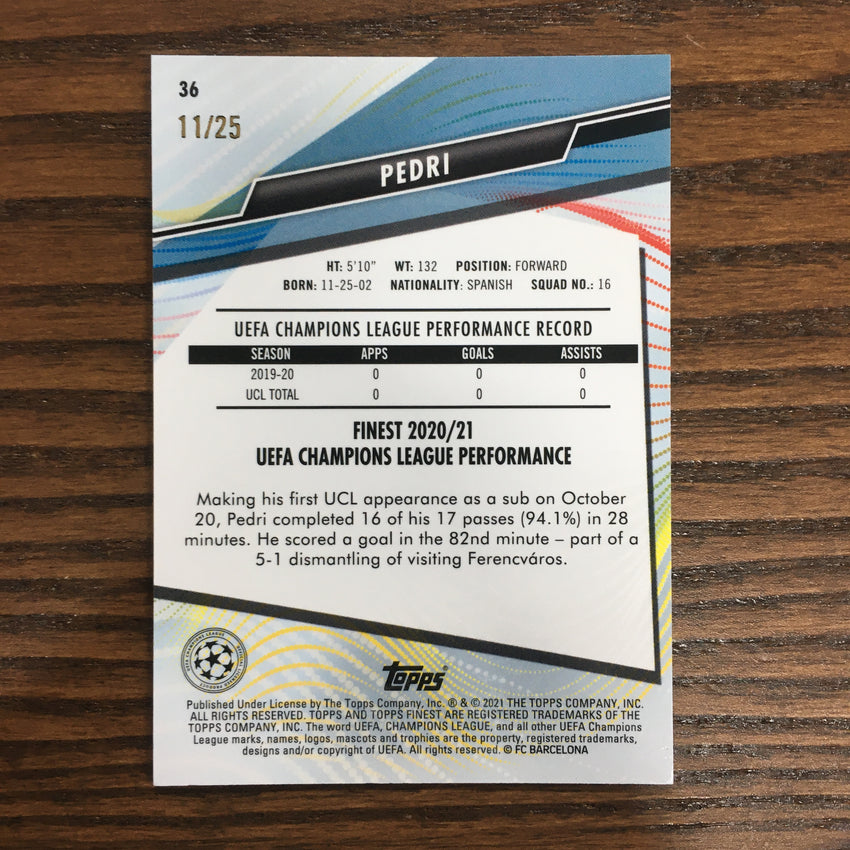 36
11/25
PEDRI
HT: 5'10" WT: 132 POSITION: FORWARD
BORN: 11-25-02 NATIONALITY: SPANISH SQUAD NO.: 16
UEFA CHAMPIONS LEAGUE PERFORMANCE RECORD
SEASON APPS GOALS ASSISTS
2019-20 0 0 0
UCL TOTAL 0 0 0
FINEST 2020/21
UEFA CHAMPIONS LEAGUE PERFORMANCE
Making his first UCL appearance as a sub on October
20, Pedri completed 16 of his 17 passes (94.1%) in 28
minutes. He scored a goal in the 82nd minute – part of a
5-1 dismantling of visiting Ferencváros.
UEFA CHAMPIONS LEAGUE OFFICIAL LICENSED PRODUCT
topps®
Published Under License by The Topps Company, Inc. ® & © 2021 THE TOPPS COMPANY, INC.
ALL RIGHTS RESERVED. TOPPS AND TOPPS FINEST ARE REGISTERED TRADEMARKS OF THE
TOPPS COMPANY, INC. The word UEFA, CHAMPIONS LEAGUE, and all other UEFA Champions
League marks, names, logos, mascots and trophies are the property, registered trademarks,
designs and/or copyright of UEFA. All rights reserved. © FC BARCELONA